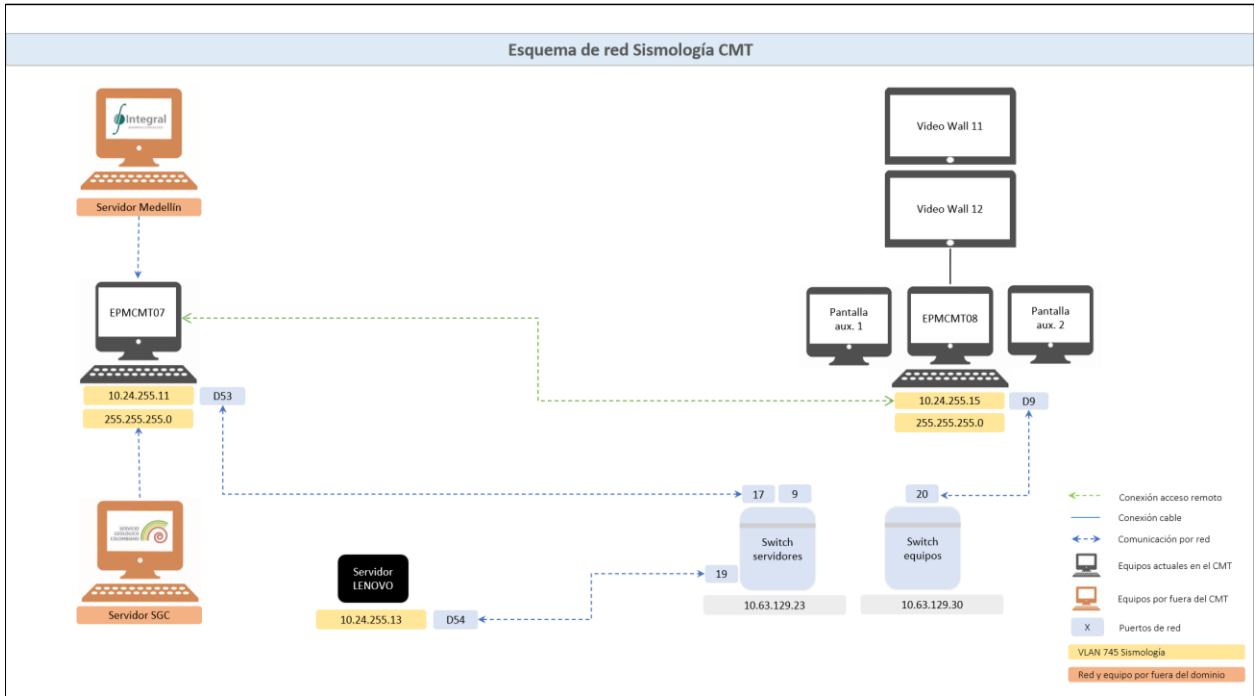 Esquema de red Sismología CMT
Integral
Servidor Medellín
Video Wall 11
Video Wall 12
EPMCMT07
Pantalla
aux. 1
EPMCMT08
Pantalla
aux. 2
10.24.255.11
D53
255.255.255.0
10.24.255.15
D9
255.255.255.0
17
9
20
Switch
servidores
Switch
equipos
19
10.63.129.23
10.63.129.30
SERVICIO
GEOLÓGICO
COLOMBIANO
Servidor SGC
Servidor
LENOVO
10.24.255.13
D54
Conexión acceso remoto
Conexión cable
Comunicación por red
Equipos actuales en el CMT
Equipos por fuera del CMT
X
Puertos de red
VLAN 745 Sismología
Red y equipo por fuera del dominio